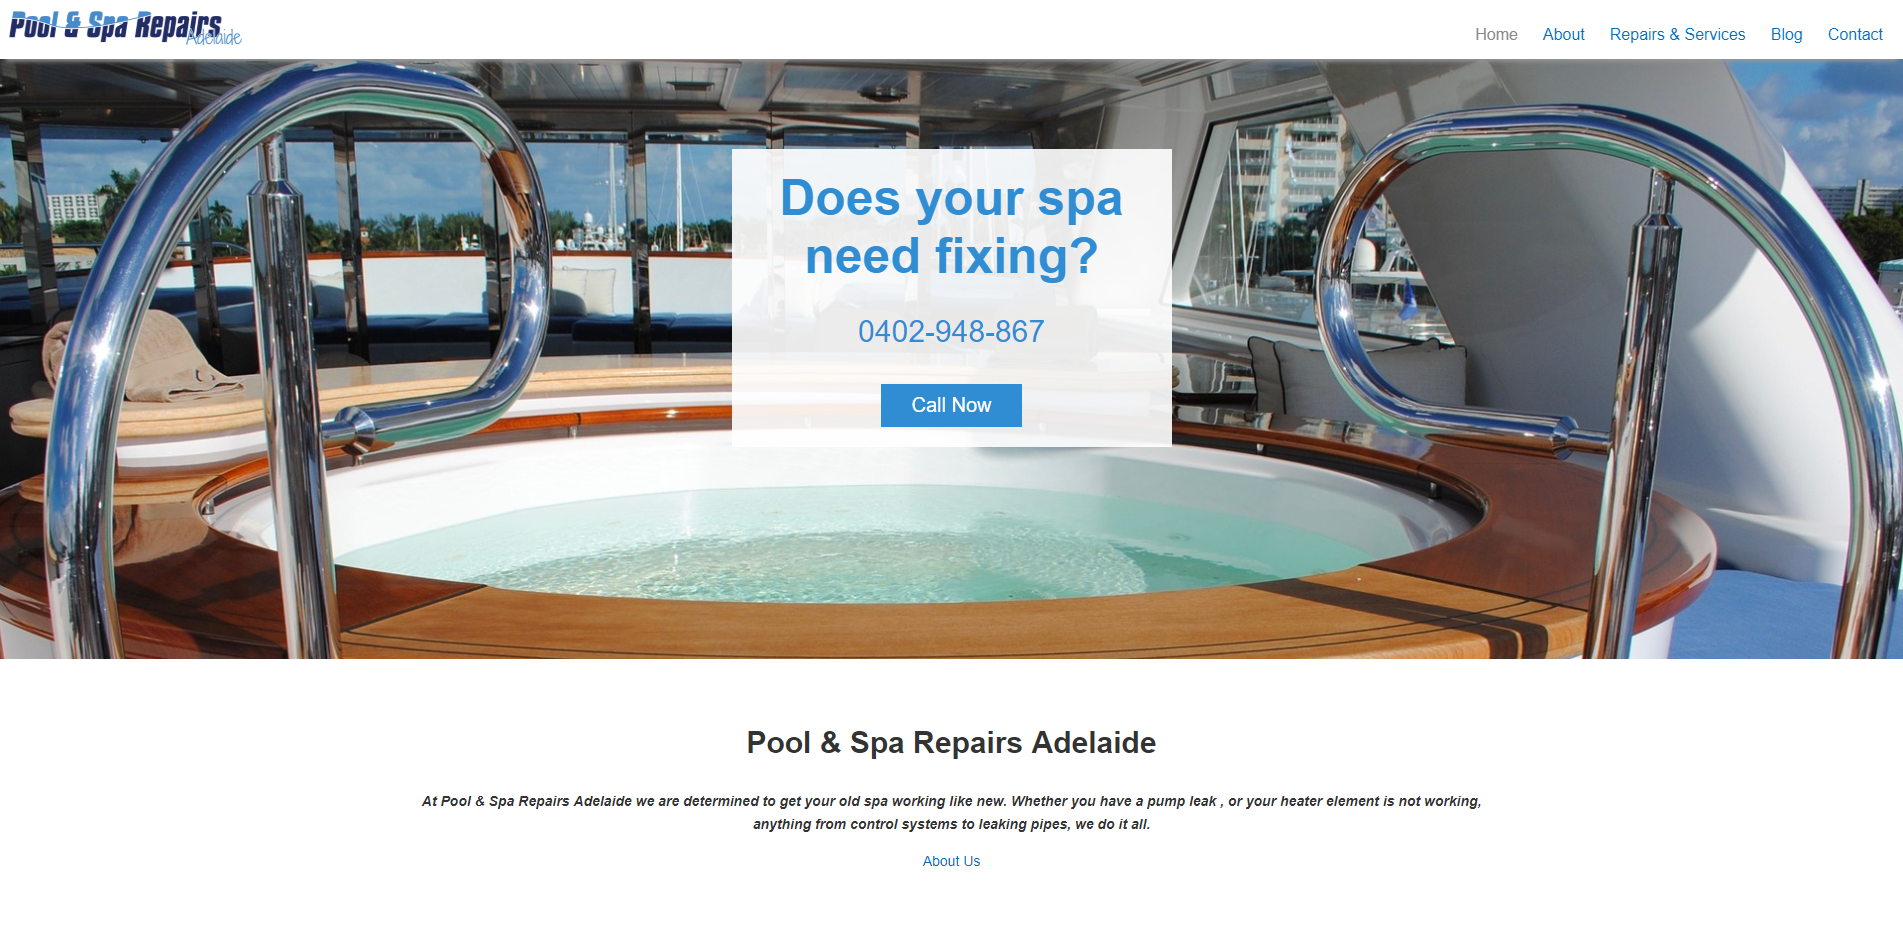 Pool & Spa Repairs
Adelaide
Home
About
Repairs & Services
Blog
Contact
Does your spa
need fixing?
0402-948-867
Call Now
Pool & Spa Repairs Adelaide
At Pool & Spa Repairs Adelaide we are determined to get your old spa working like new. Whether you have a pump leak , or your heater element is not working,
anything from control systems to leaking pipes, we do it all.
About Us